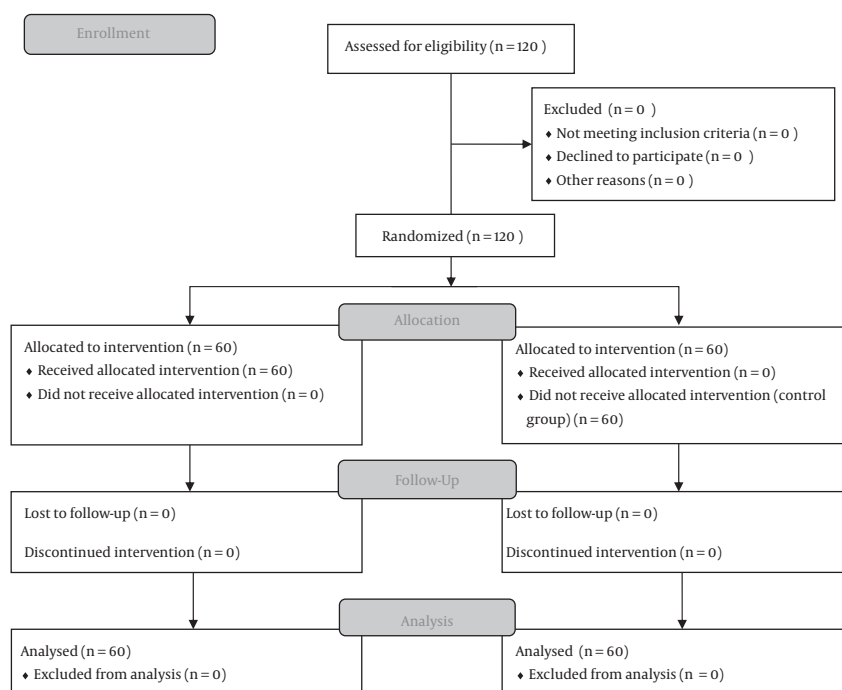 Enrollment
Assessed for eligibility (n = 120)
Excluded (n = 0 )
♦ Not meeting inclusion criteria (n = 0 )
♦ Declined to participate (n = 0 )
♦ Other reasons (n = 0 )
Randomized (n = 120 )
Allocation
Allocated to intervention (n = 60)
♦ Received allocated intervention (n = 60)
♦ Did not receive allocated intervention (n = 0)
Allocated to intervention (n = 60)
♦ Received allocated intervention (n = 0)
♦ Did not receive allocated intervention (control
group) (n = 60)
Follow-Up
Lost to follow-up (n = 0)
Discontinued intervention (n = 0)
Lost to follow-up (n = 0)
Discontinued intervention (n = 0)
Analysis
Analysed (n = 60)
♦ Excluded from analysis (n = 0)
Analysed (n = 60)
♦ Excluded from analysis (n = 0)